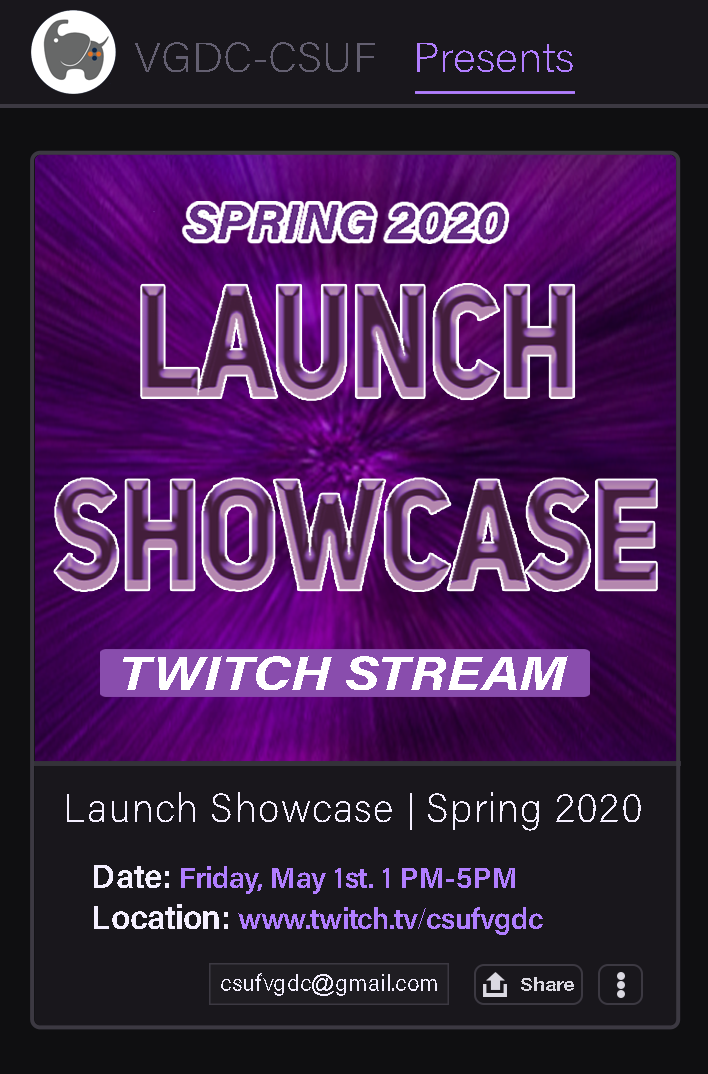 VGDC-CSUF Presents
SPRING 2020
LAUNCH
SHOWCASE
TWITCH STREAM
Launch Showcase | Spring 2020
Date: Friday, May 1st. 1 PM-5PM
Location: www.twitch.tv/csufvgdc
csufvgdc@gmail.com Share